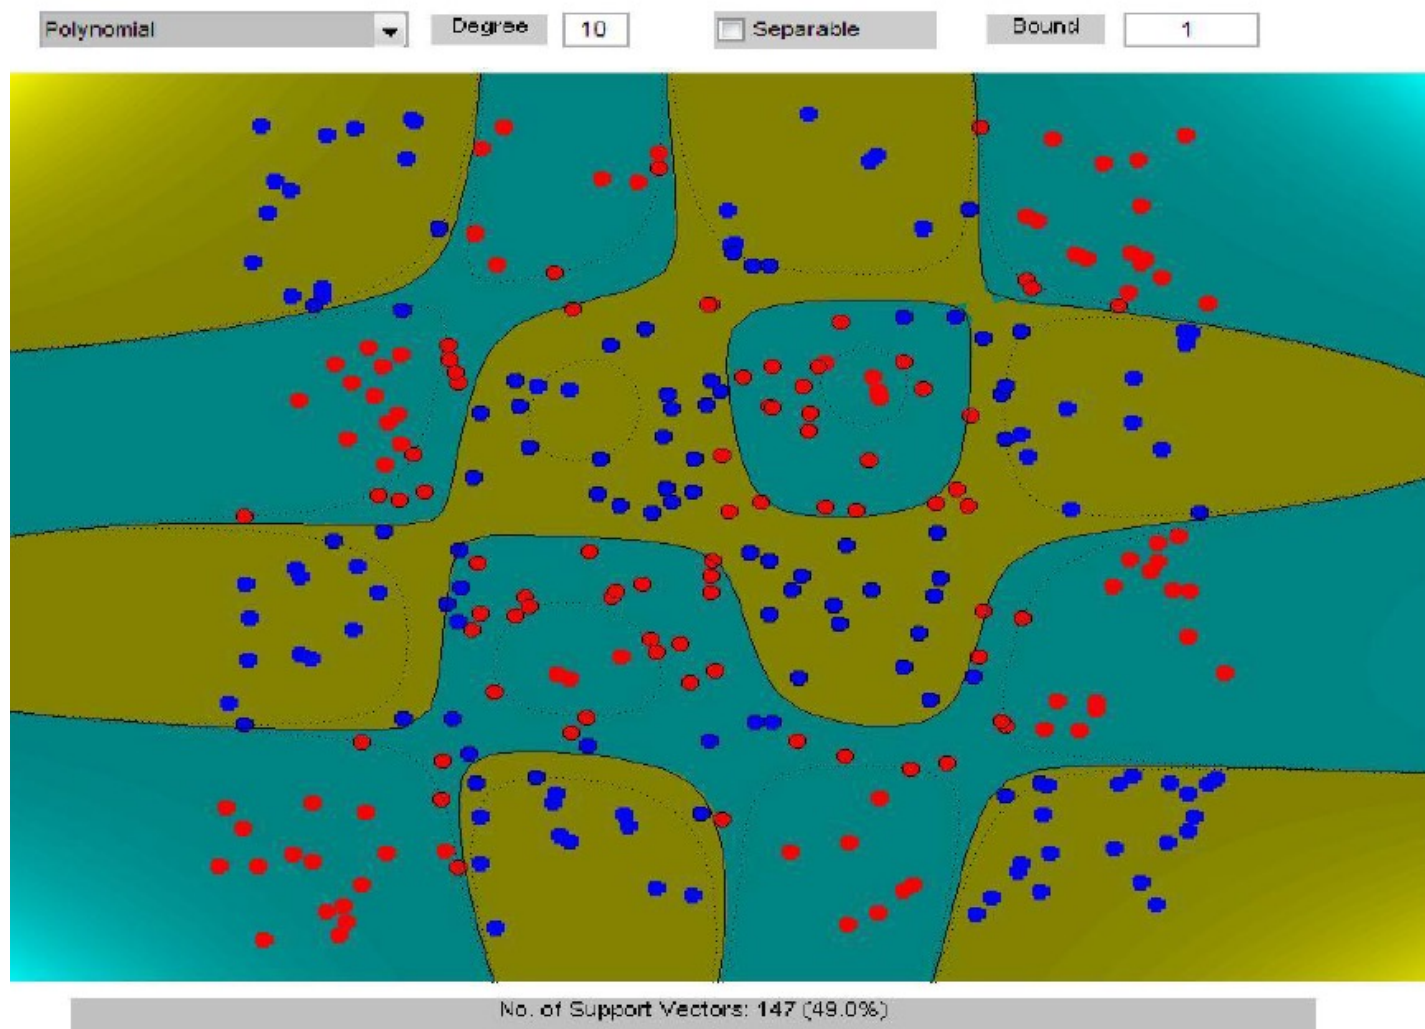 Polynomial Degree 10 Separable Bound 1
No. of Support Vectors: 147 (49.0%)